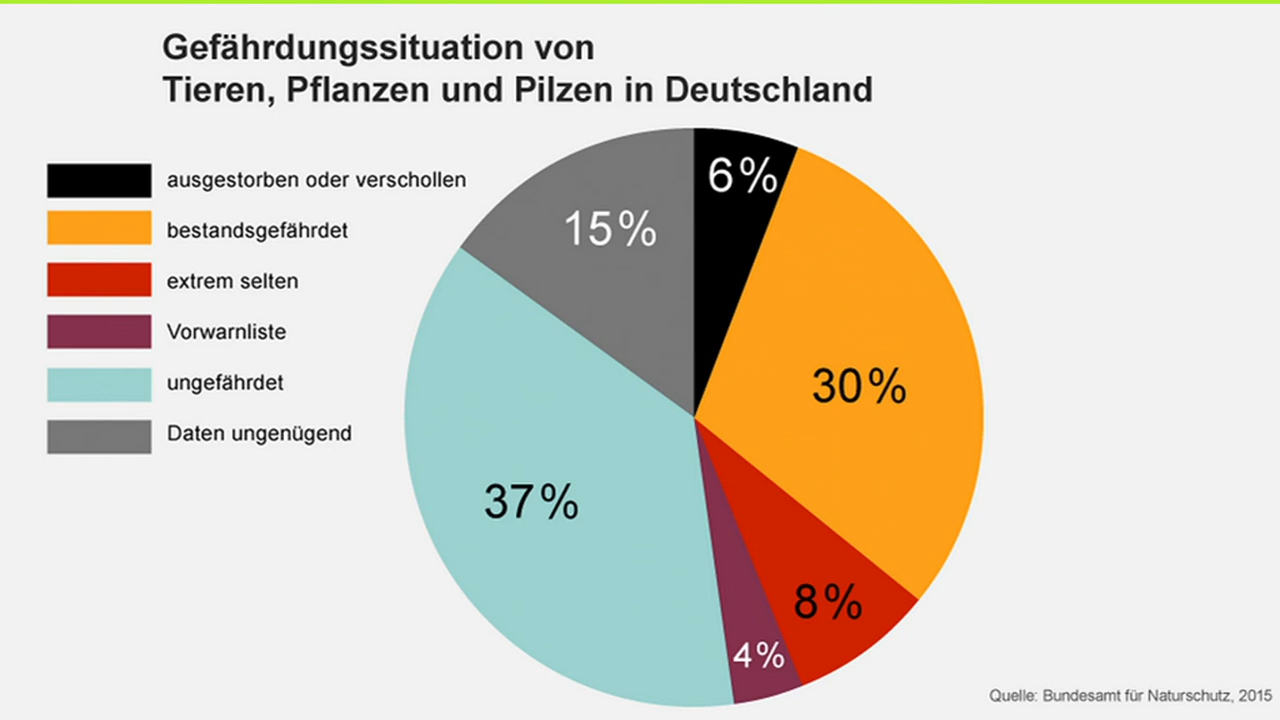 Gefährdungssituation von
Tieren, Pflanzen und Pilzen in Deutschland
ausgestorben oder verschollen
bestandsgefährdet
extrem selten
Vorwarnliste
ungefährdet
Daten ungenügend
6%
15%
30%
37%
8%
4%
Quelle: Bundesamt für Naturschutz, 2015